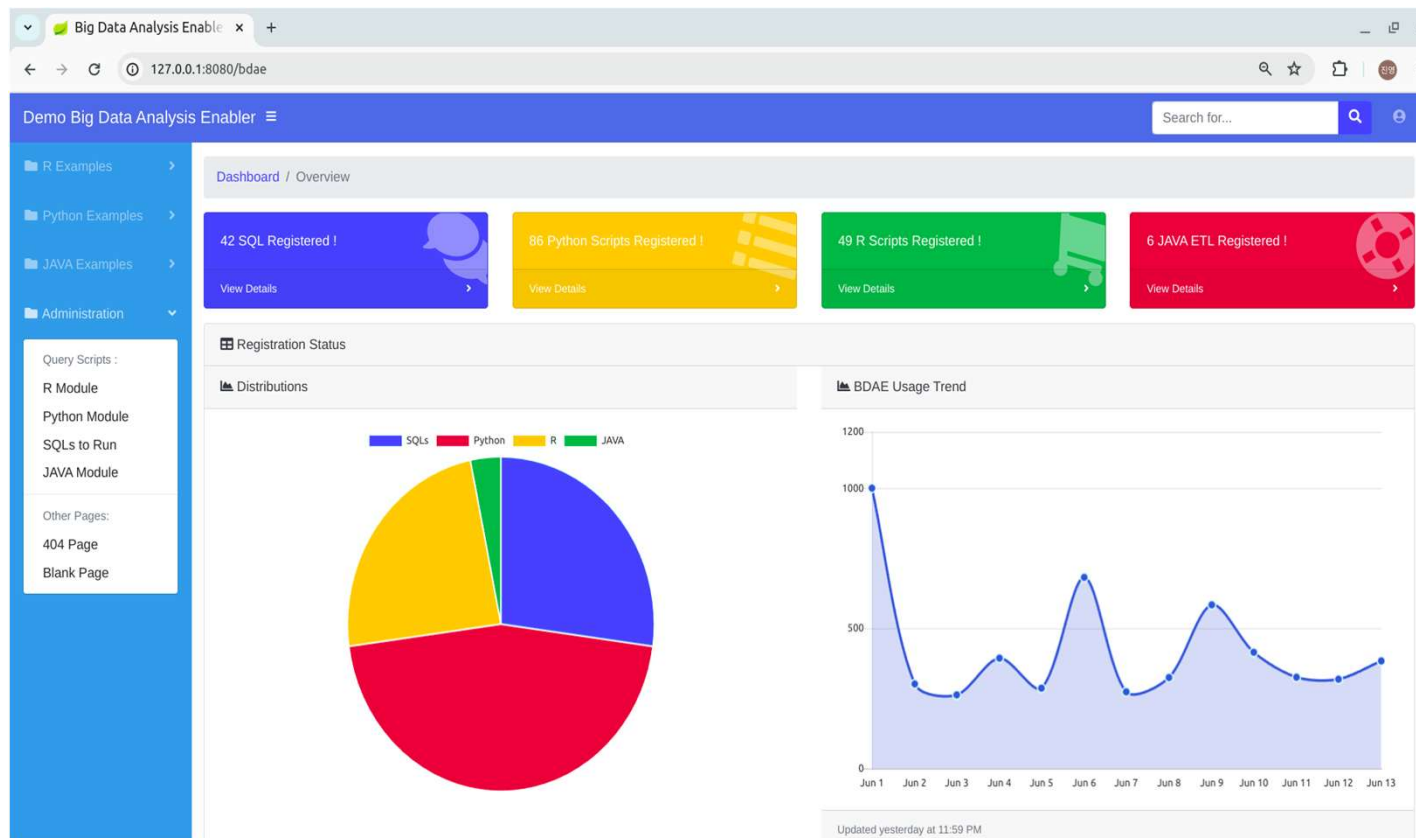 Big Data Analysis Enable
127.0.0.1:8080/bdae
진영
Demo Big Data Analysis Enabler
Search for...
R Examples
Python Examples
JAVA Examples
Administration
Query Scripts :
R Module
Python Module
SQLs to Run
JAVA Module
Other Pages:
404 Page
Blank Page
Dashboard / Overview
42 SQL Registered !
View Details
86 Python Scripts Registered !
View Details
49 R Scripts Registered !
View Details
6 JAVA ETL Registered !
View Details
Registration Status
Distributions
SQLs Python R JAVA
BDAE Usage Trend
1200
1000
500
0
Jun 1 Jun 2 Jun 3 Jun 4 Jun 5 Jun 6 Jun 7 Jun 8 Jun 9 Jun 10 Jun 11 Jun 12 Jun 13
Updated yesterday at 11:59 PM